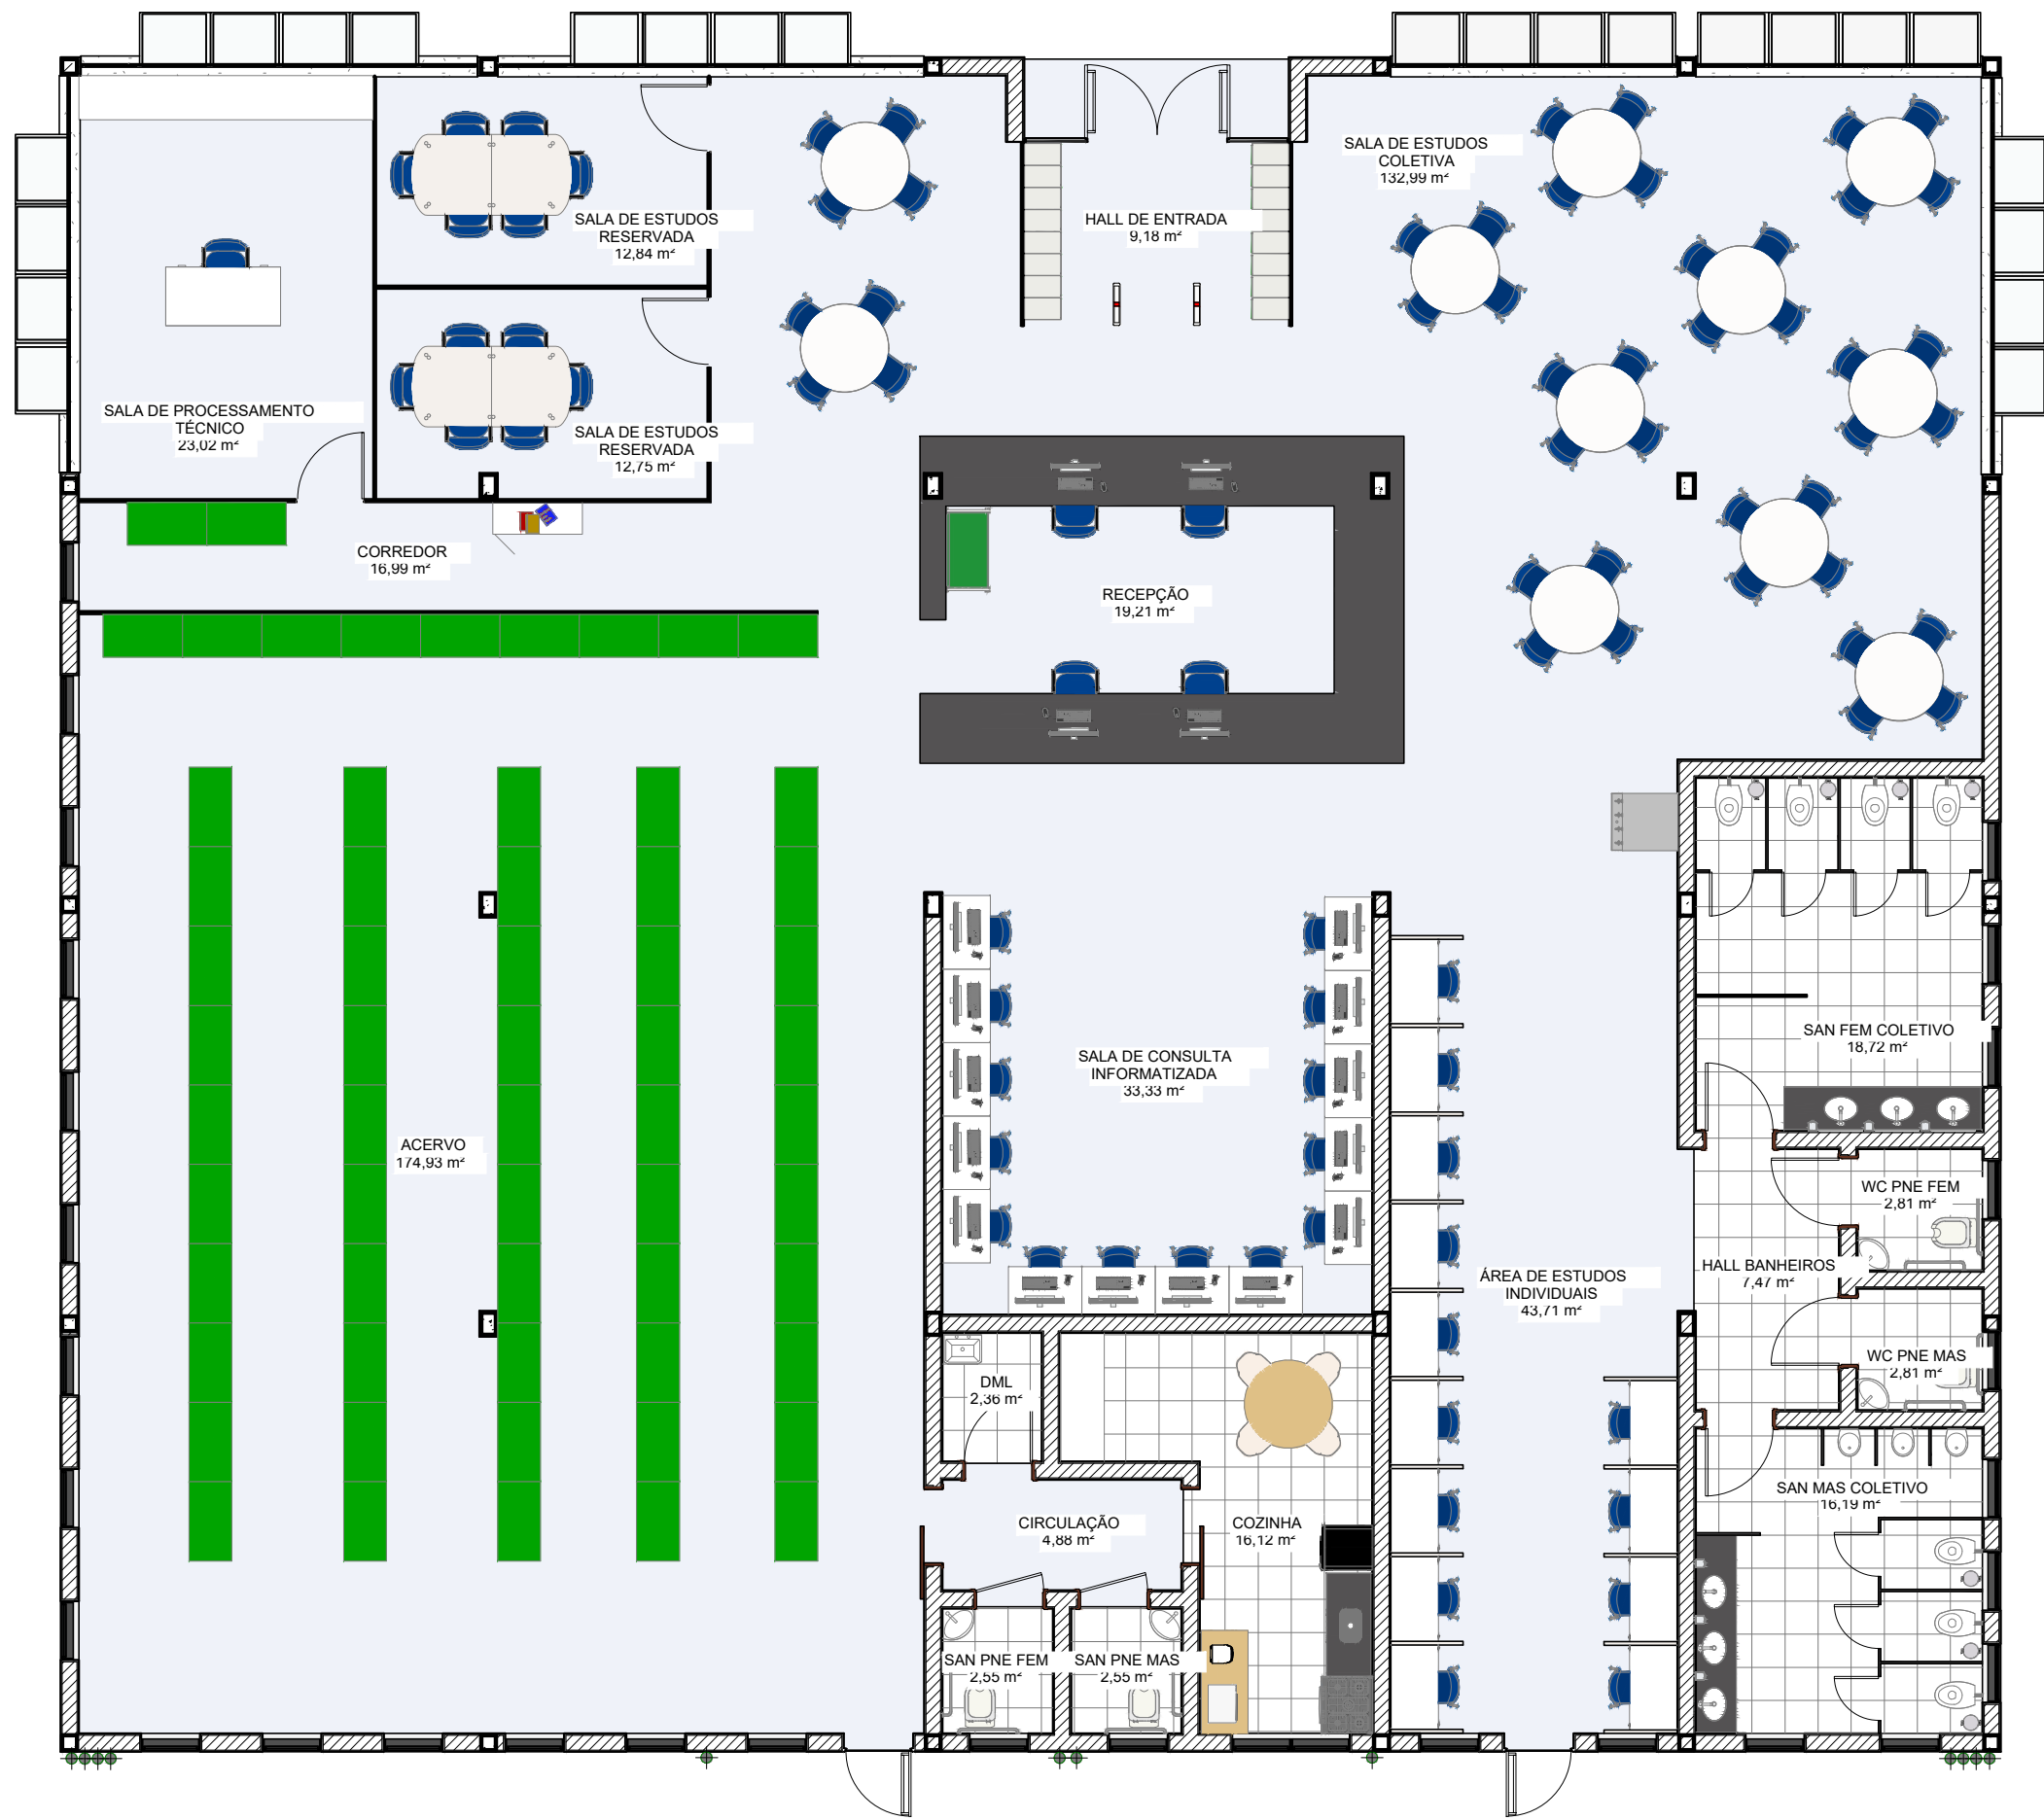 SALA DE ESTUDOS
COLETIVA
132,99 m²
SALA DE ESTUDOS
RESERVADA
12,84 m²
HALL DE ENTRADA
9,18 m²
SALA DE PROCESSAMENTO
TÉCNICO
23,02 m²
SALA DE ESTUDOS
RESERVADA
12,75 m²
CORREDOR
16,99 m²
RECEPÇÃO
19,21 m²
SAN FEM COLETIVO
18,72 m²
SALA DE CONSULTA
INFORMATIZADA
33,33 m²
ACERVO
174,93 m²
WC PNE FEM
2,81 m²
HALL BANHEIROS
7,47 m²
ÁREA DE ESTUDOS
INDIVIDUAIS
43,71 m²
WC PNE MAS
2,81 m²
DML
2,36 m²
SAN MAS COLETIVO
16,19 m²
CIRCULAÇÃO
4,88 m²
COZINHA
16,12 m²
SAN PNE FEM
2,55 m²
SAN PNE MAS
2,55 m²